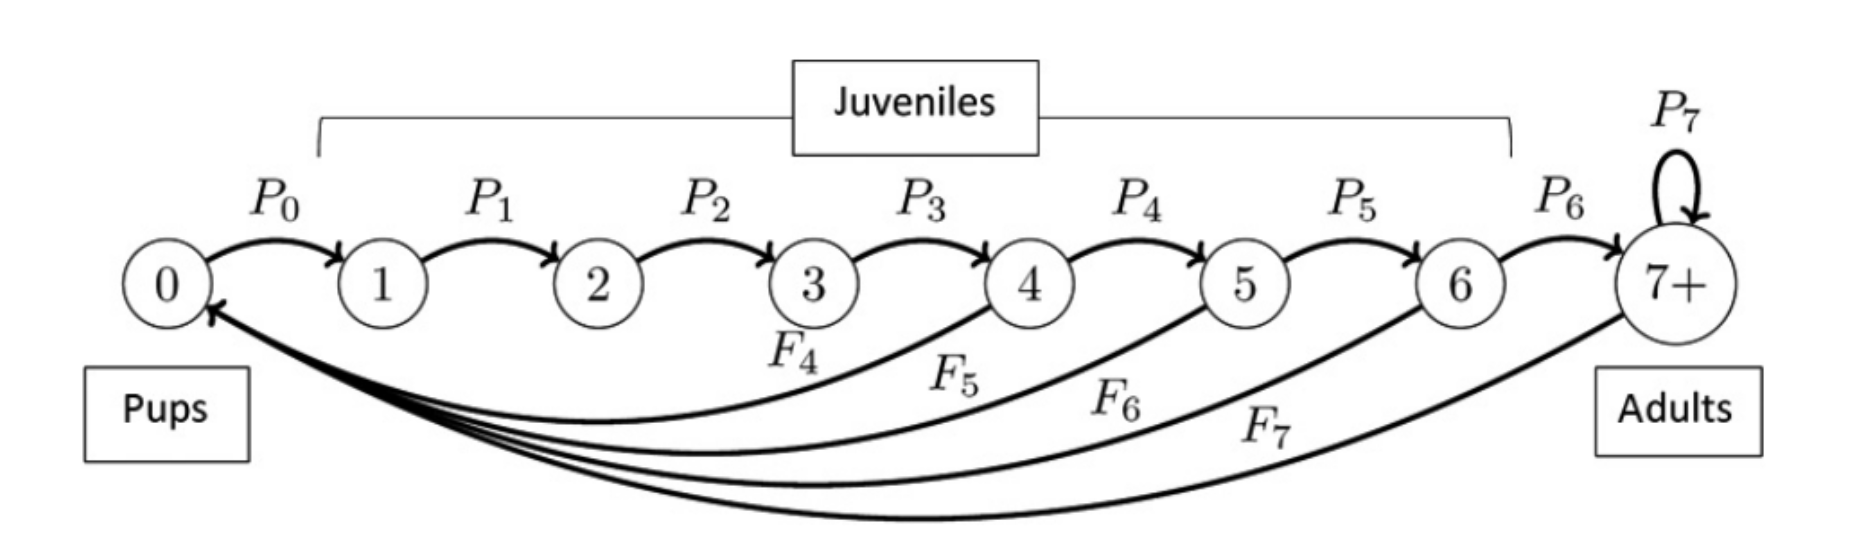 Juveniles
P₇
P₀ P₁ P₂ P₃ P₄ P₅ P₆
0 1 2 3 4 5 6 7+
F₄
F₅
F₆
F₇
Pups
Adults